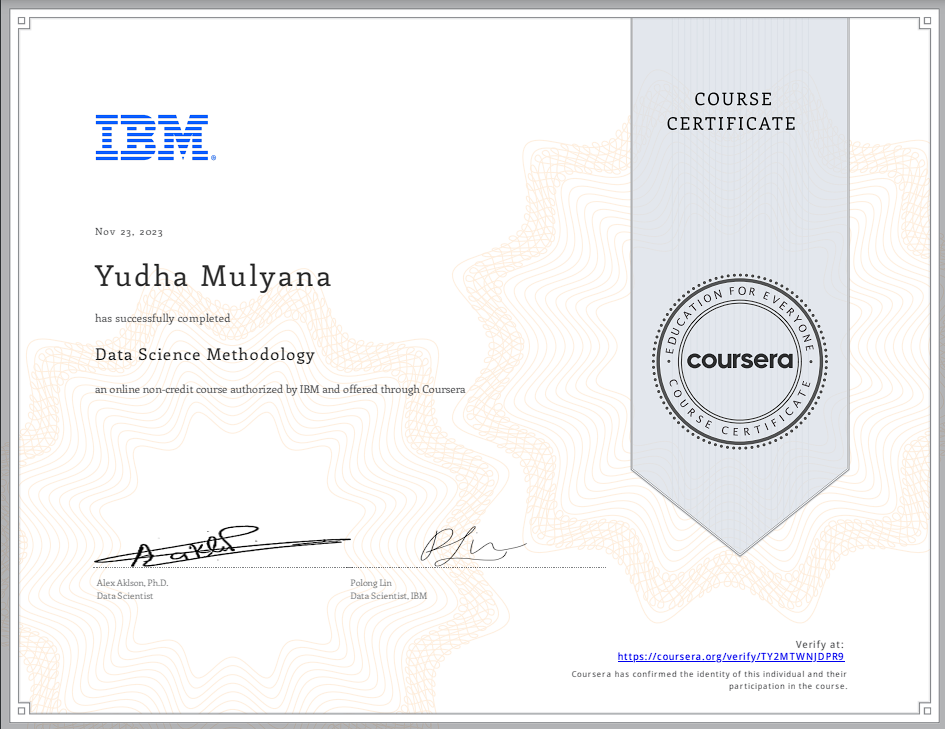 COURSE
CERTIFICATE
IBM®
Nov 23, 2023
Yudha Mulyana
has successfully completed
Data Science Methodology
an online non-credit course authorized by IBM and offered through Coursera
EDUCATION FOR EVERYONE
coursera
COURSE CERTIFICATE
Alex Aklson, Ph.D.
Data Scientist
Polong Lin
Data Scientist, IBM
Verify at:
https://coursera.org/verify/TY2MTWNJDPR9
Coursera has confirmed the identity of this individual and their
participation in the course.